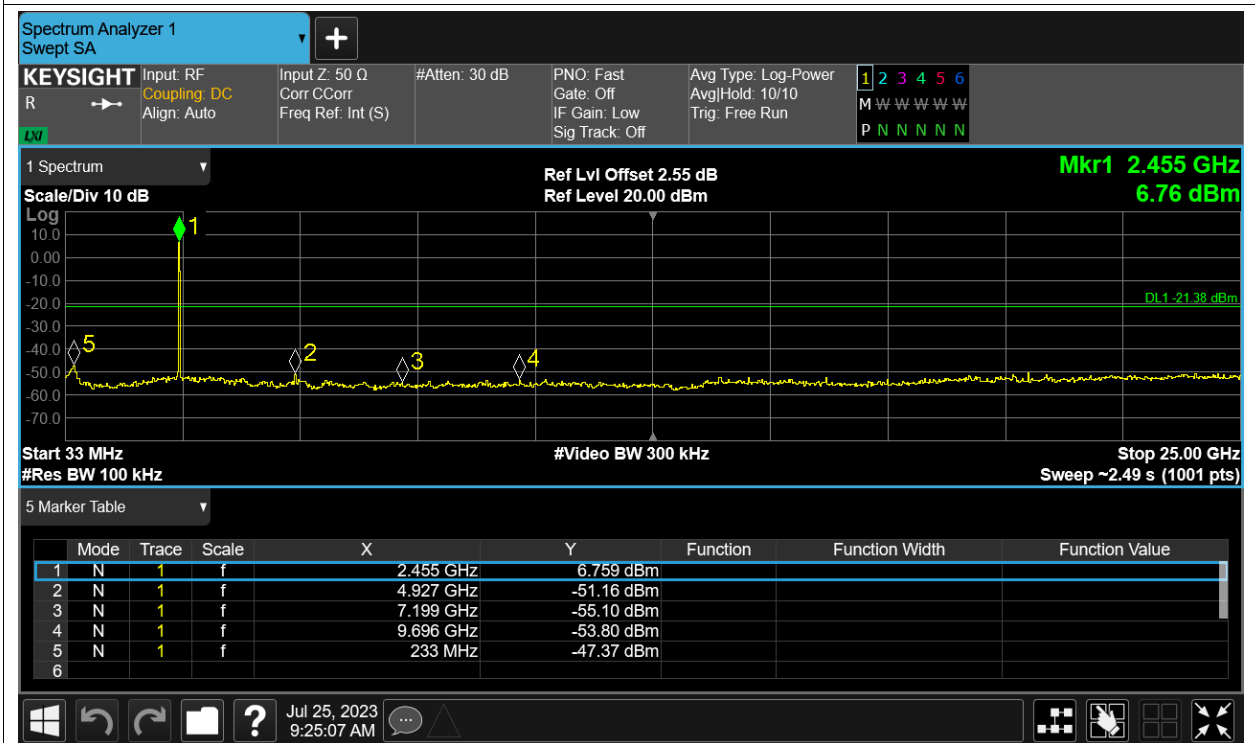 Spectrum Analyzer 1
Swept SA
KEYSIGHT
R
LXI
Input: RF
Coupling: DC
Align: Auto
Input Z: 50 Ω
Corr CCorr
Freq Ref: Int (S)
#Atten: 30 dB
PNO: Fast
Gate: Off
IF Gain: Low
Sig Track: Off
Avg Type: Log-Power
Avg|Hold: 10/10
Trig: Free Run
1 2 3 4 5 6
M W W W W W
P N N N N N
1 Spectrum
Scale/Div 10 dB
Ref Lvl Offset 2.55 dB
Ref Level 20.00 dBm
Mkr1 2.455 GHz
6.76 dBm
Log
10.0
0.00
-10.0
-20.0
-30.0
-40.0
-50.0
-60.0
-70.0
1
DL1 -21.38 dBm
5
2
3
4
Start 33 MHz
#Res BW 100 kHz
#Video BW 300 kHz
Stop 25.00 GHz
Sweep ~2.49 s (1001 pts)
5 Marker Table
Mode Trace Scale X Y Function Function Width Function Value
1 N 1 f 2.455 GHz 6.759 dBm
2 N 1 f 4.927 GHz -51.16 dBm
3 N 1 f 7.199 GHz -55.10 dBm
4 N 1 f 9.696 GHz -53.80 dBm
5 N 1 f 233 MHz -47.37 dBm
6
?
Jul 25, 2023
9:25:07 AM